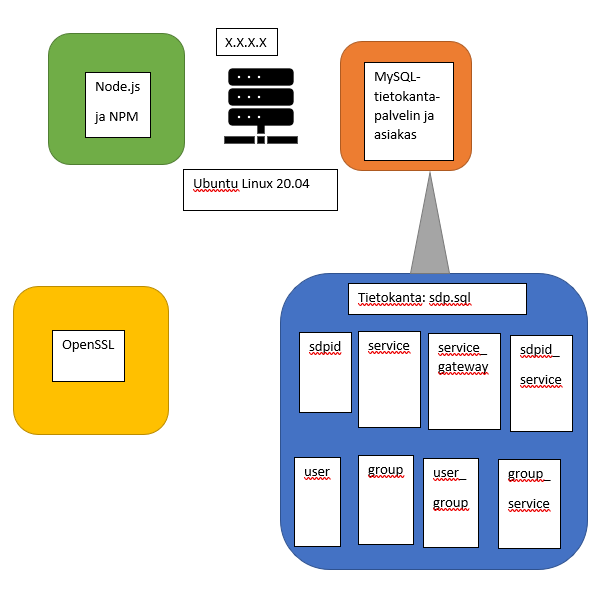 X.X.X.X
Node.js
ja NPM
MySQL-
tietokanta-
palvelin ja
asiakas
Ubuntu Linux 20.04
OpenSSL
Tietokanta: sdp.sql
sdpid
service
service_
gateway
sdpid_
service
user
group
user_
group
group_
service